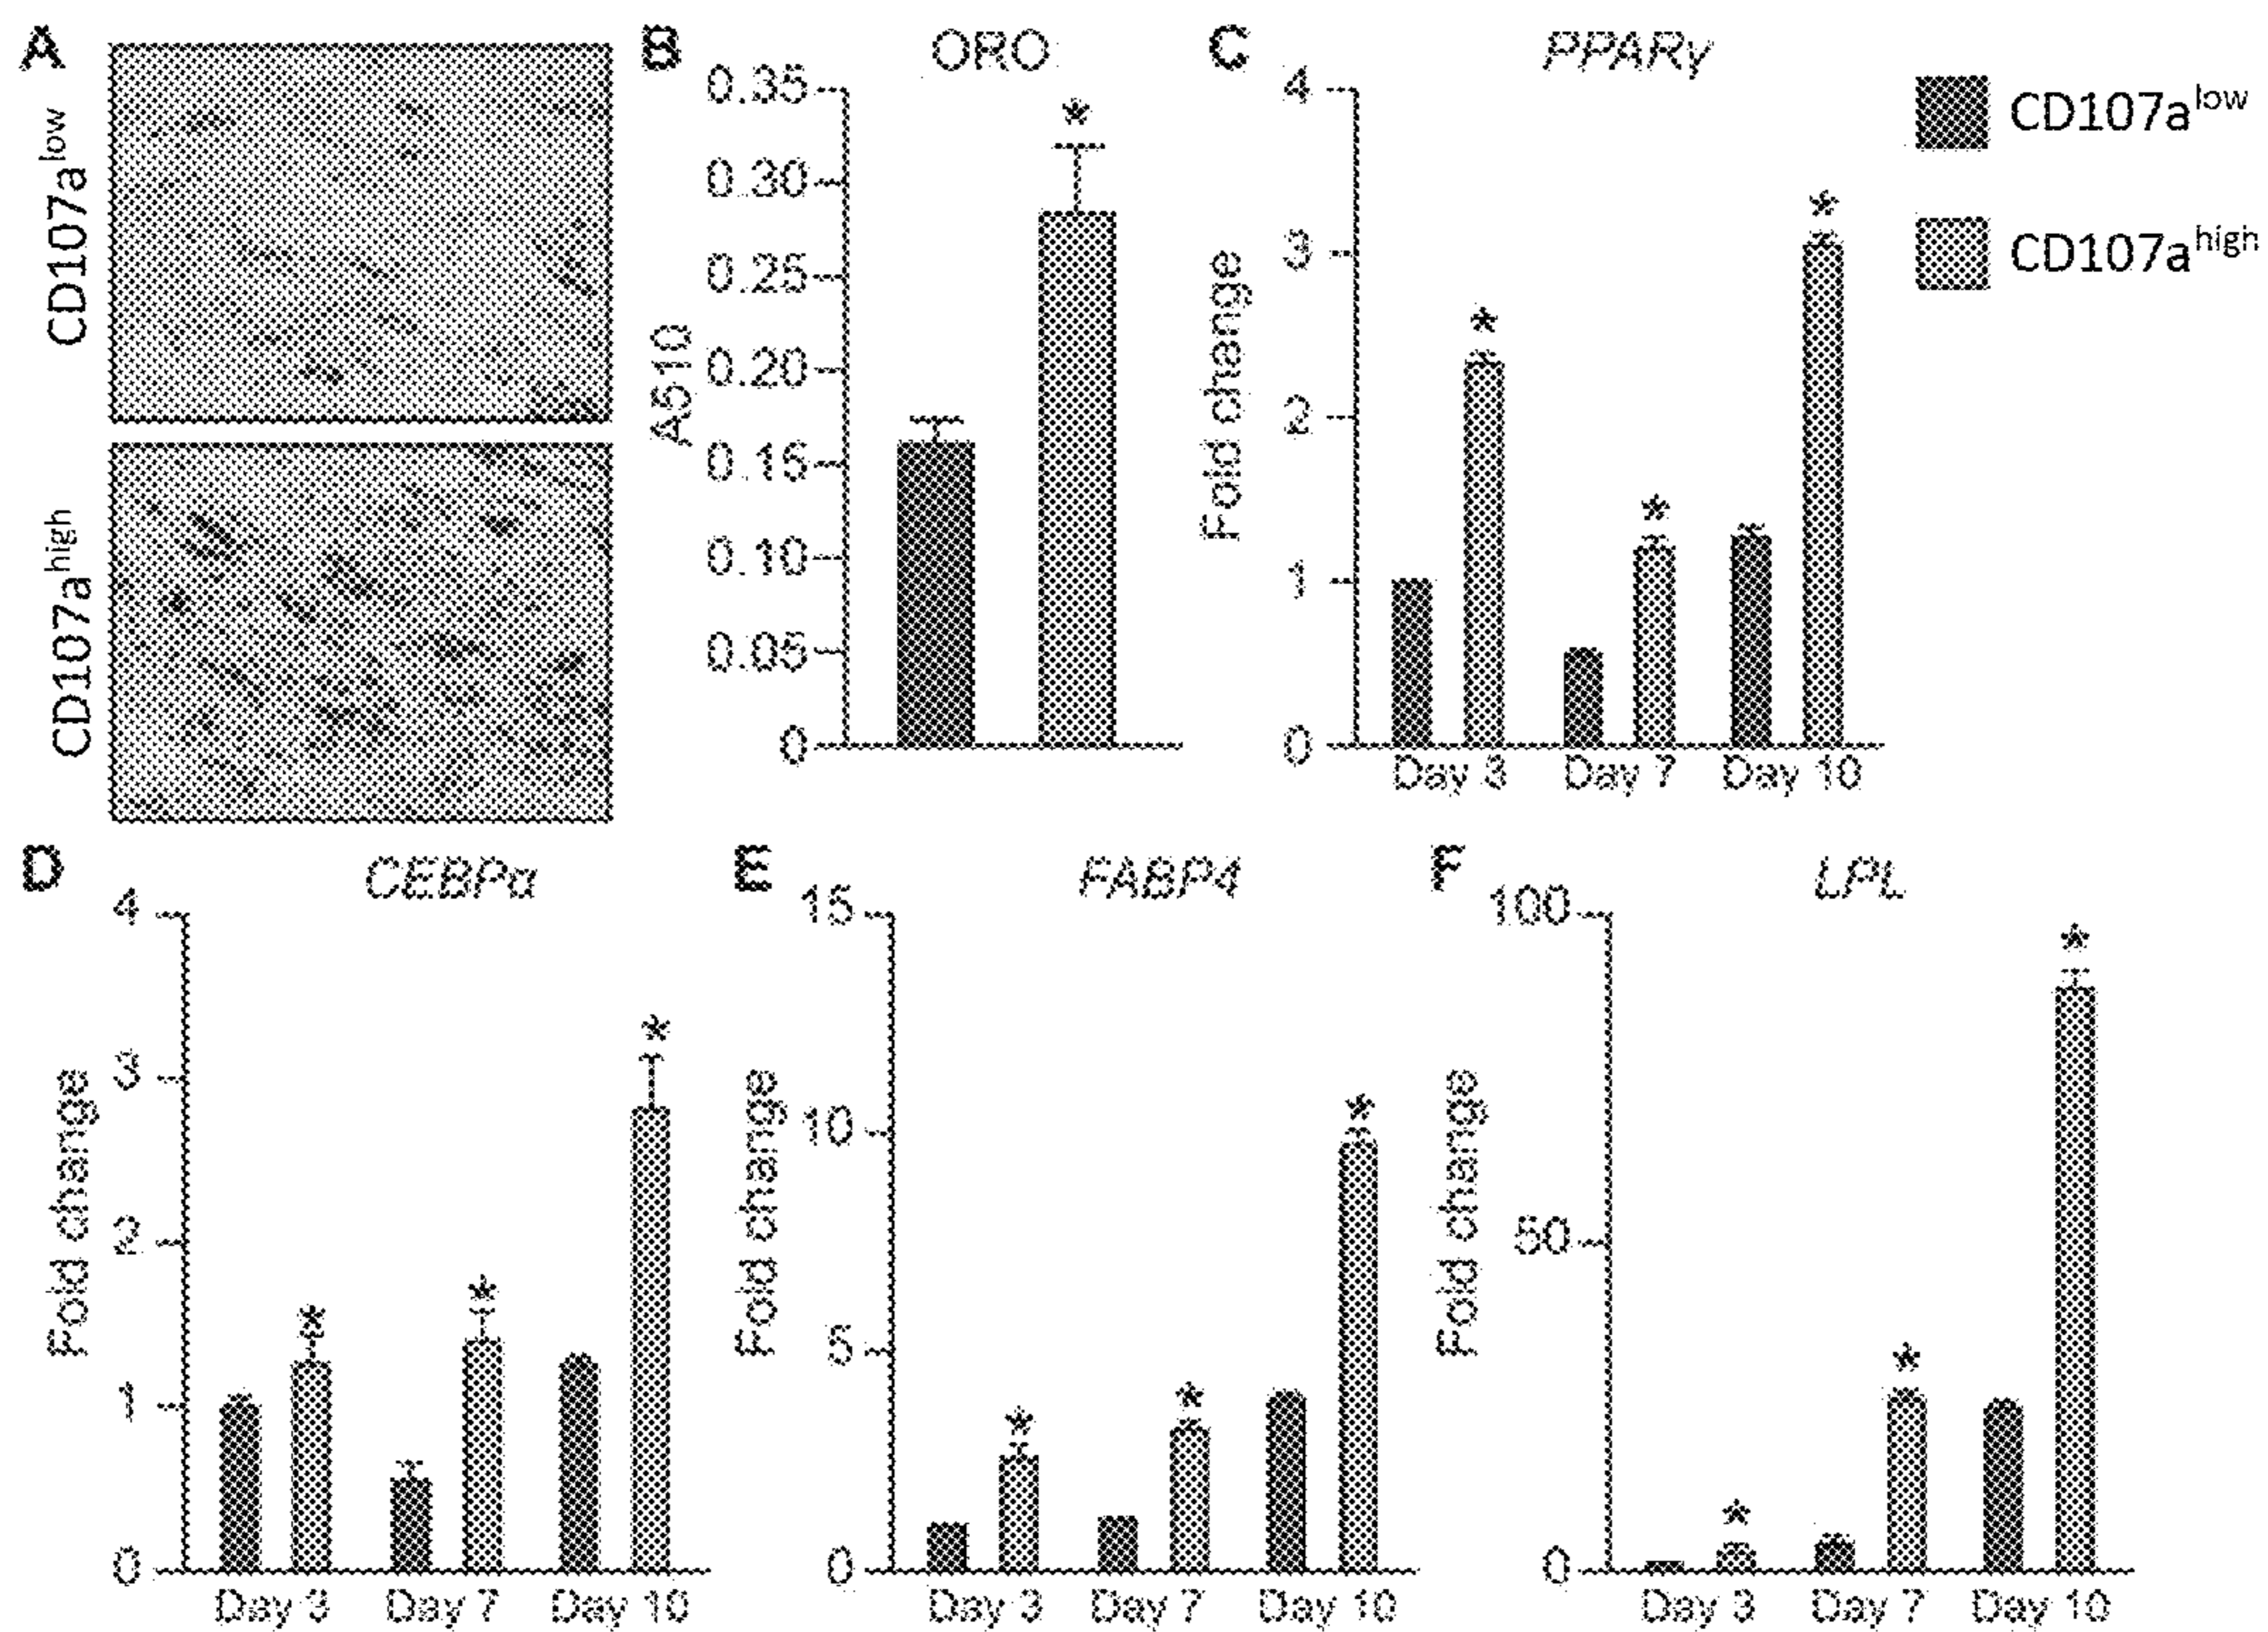 A
CD107a^low
CD107a^high
B
ORO
A510
0.35
0.30
0.25
0.20
0.15
0.10
0.05
0
C
PPARγ
Fold change
4
3
2
1
0
*
*
*
*
Day 3
Day 7
Day 10
CD107a^low
CD107a^high
D
CEBPα
Fold change
4
3
2
1
0
*
*
*
Day 3
Day 7
Day 10
E
FABP4
Fold change
15
10
5
0
*
*
*
Day 3
Day 7
Day 10
F
LPL
Fold change
100
50
0
*
*
*
Day 3
Day 7
Day 10